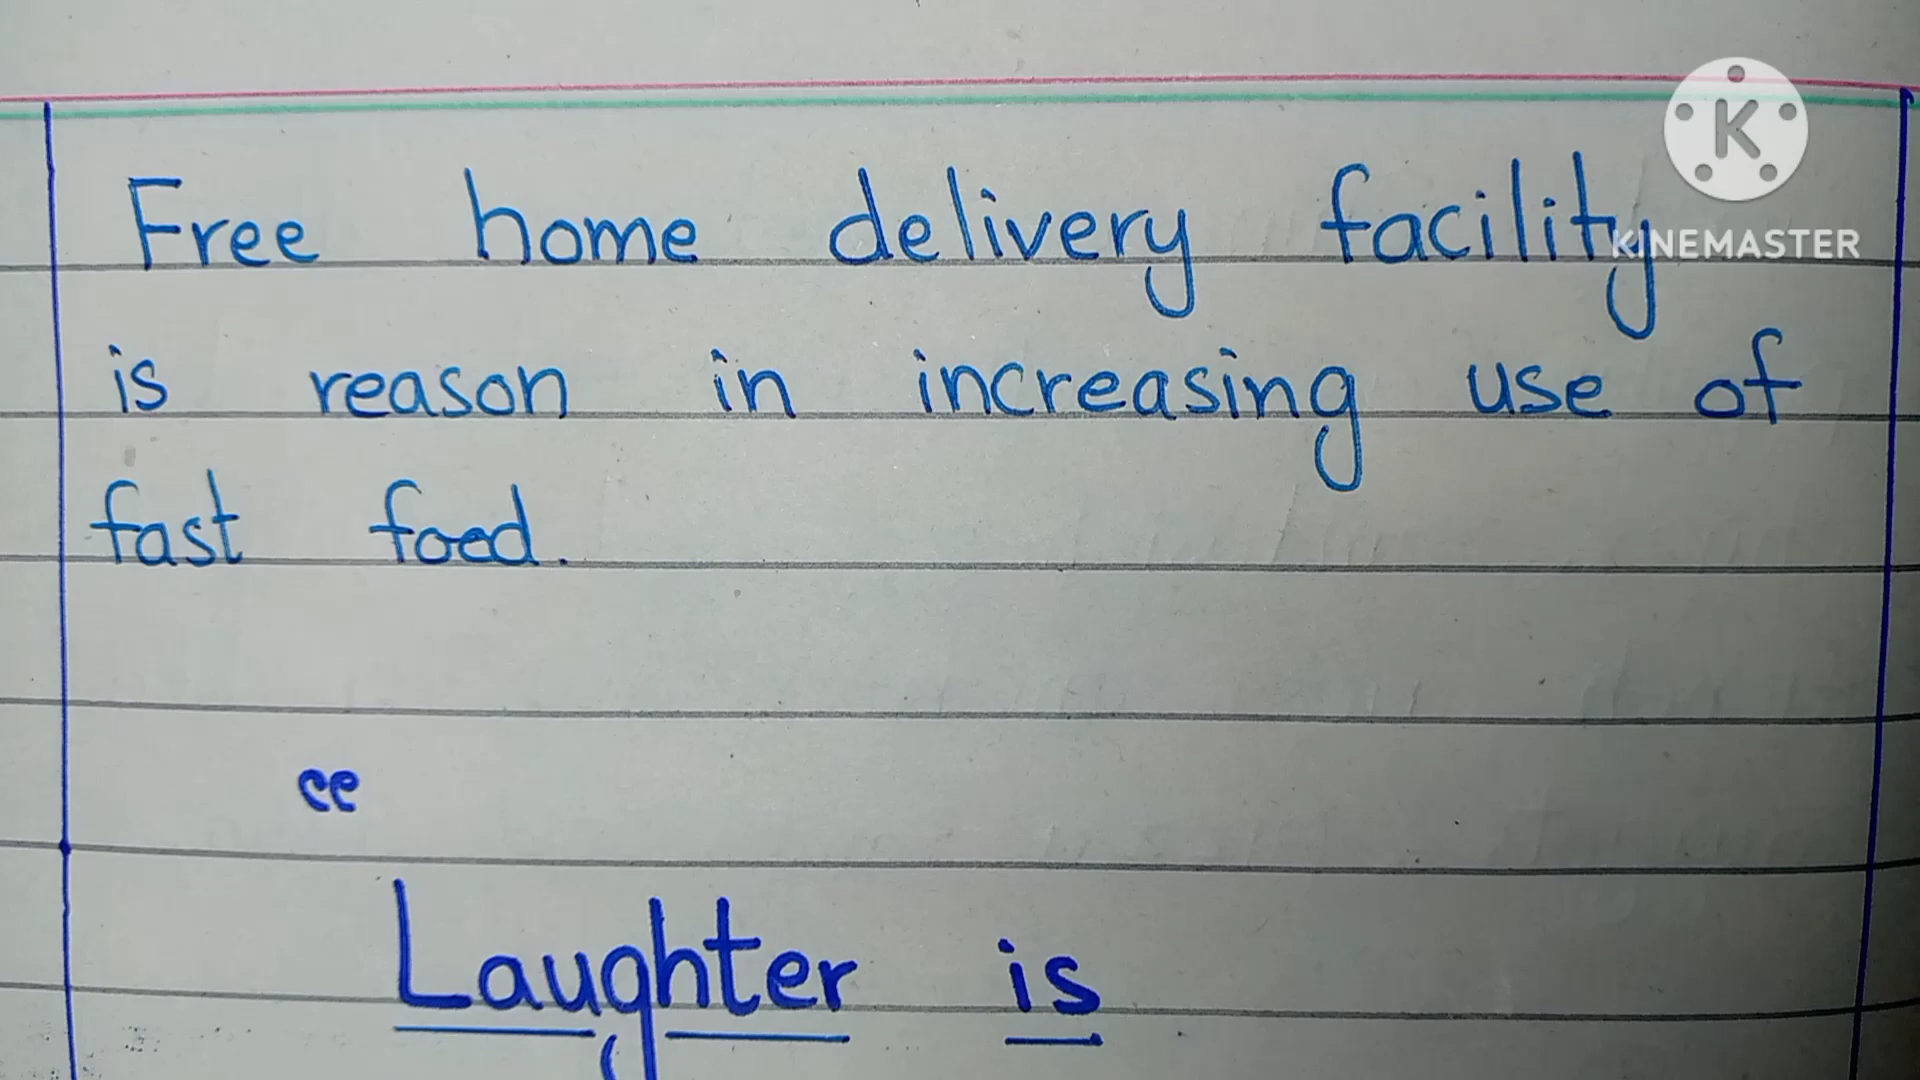 Free home delivery facility
is reason in increasing use of
fast food.
“
Laughter is
K
KINEMASTER